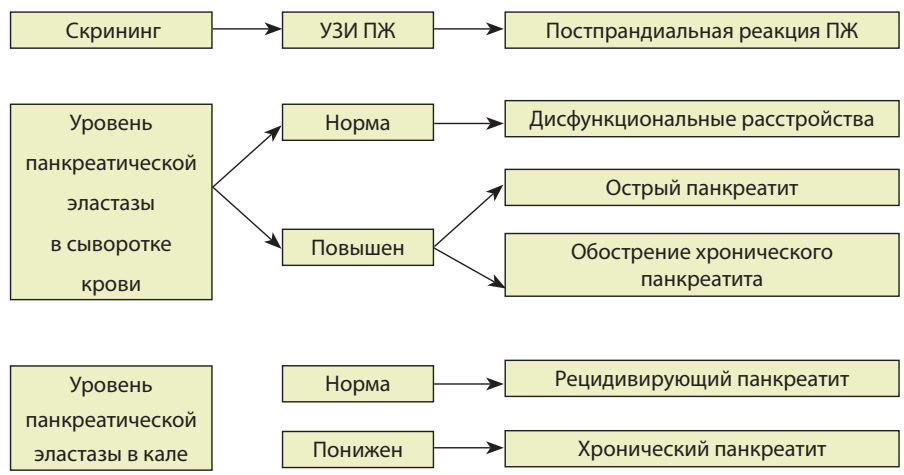 Скрининг
УЗИ ПЖ
Постпрандиальная реакция ПЖ
Уровень
панкреатической
эластазы
в сыворотке
крови
Норма
Дисфункциональные расстройства
Повышен
Острый панкреатит
Обострение хронического
панкреатита
Уровень
панкреатической
эластазы в кале
Норма
Рецидивирующий панкреатит
Понижен
Хронический панкреатит